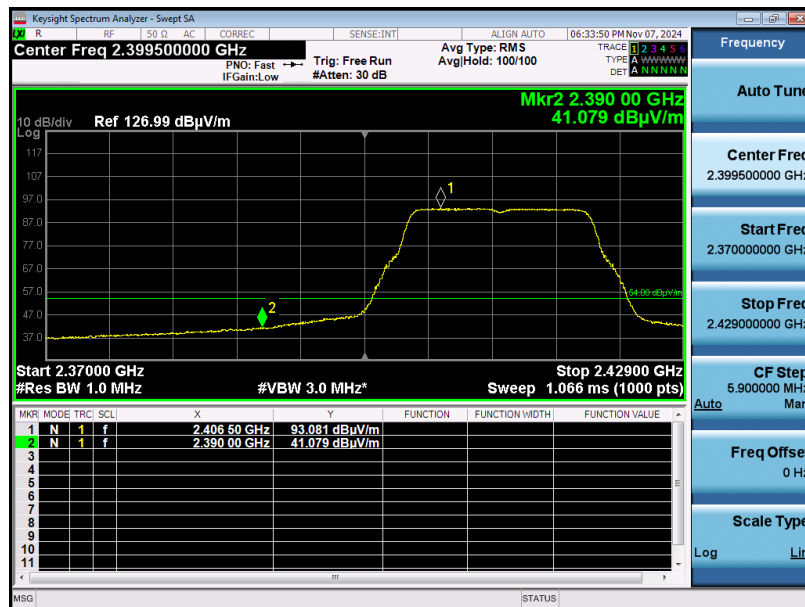 Keysight Spectrum Analyzer - Swept SA
LXI R RF 50 Ω AC CORREC SENSE:INT ALIGN AUTO 06:33:50 PM Nov 07, 2024
Center Freq 2.399500000 GHz
PNO: Fast
IFGain:Low
Trig: Free Run
#Atten: 30 dB
Avg Type: RMS
Avg|Hold: 100/100
TRACE 1 2 3 4 5 6
TYPE A WWWWW
DET A N N N N N
Mkr2 2.390 00 GHz
41.079 dBµV/m
10 dB/div Ref 126.99 dBµV/m
Log
117
107
97.0
87.0
77.0
67.0
57.0
47.0
37.0
1
2
54.00 dBµV/m
Start 2.37000 GHz Stop 2.42900 GHz
#Res BW 1.0 MHz #VBW 3.0 MHz* Sweep 1.066 ms (1000 pts)
MKR MODE TRC SCL X Y FUNCTION FUNCTION WIDTH FUNCTION VALUE
1 N 1 f 2.406 50 GHz 93.081 dBµV/m
2 N 1 f 2.390 00 GHz 41.079 dBµV/m
3
4
5
6
7
8
9
10
11
MSG STATUS
Frequency
Auto Tune
Center Freq
2.399500000 GHz
Start Freq
2.370000000 GHz
Stop Freq
2.429000000 GHz
CF Step
5.900000 MHz
Auto Man
Freq Offset
0 Hz
Scale Type
Log Lin